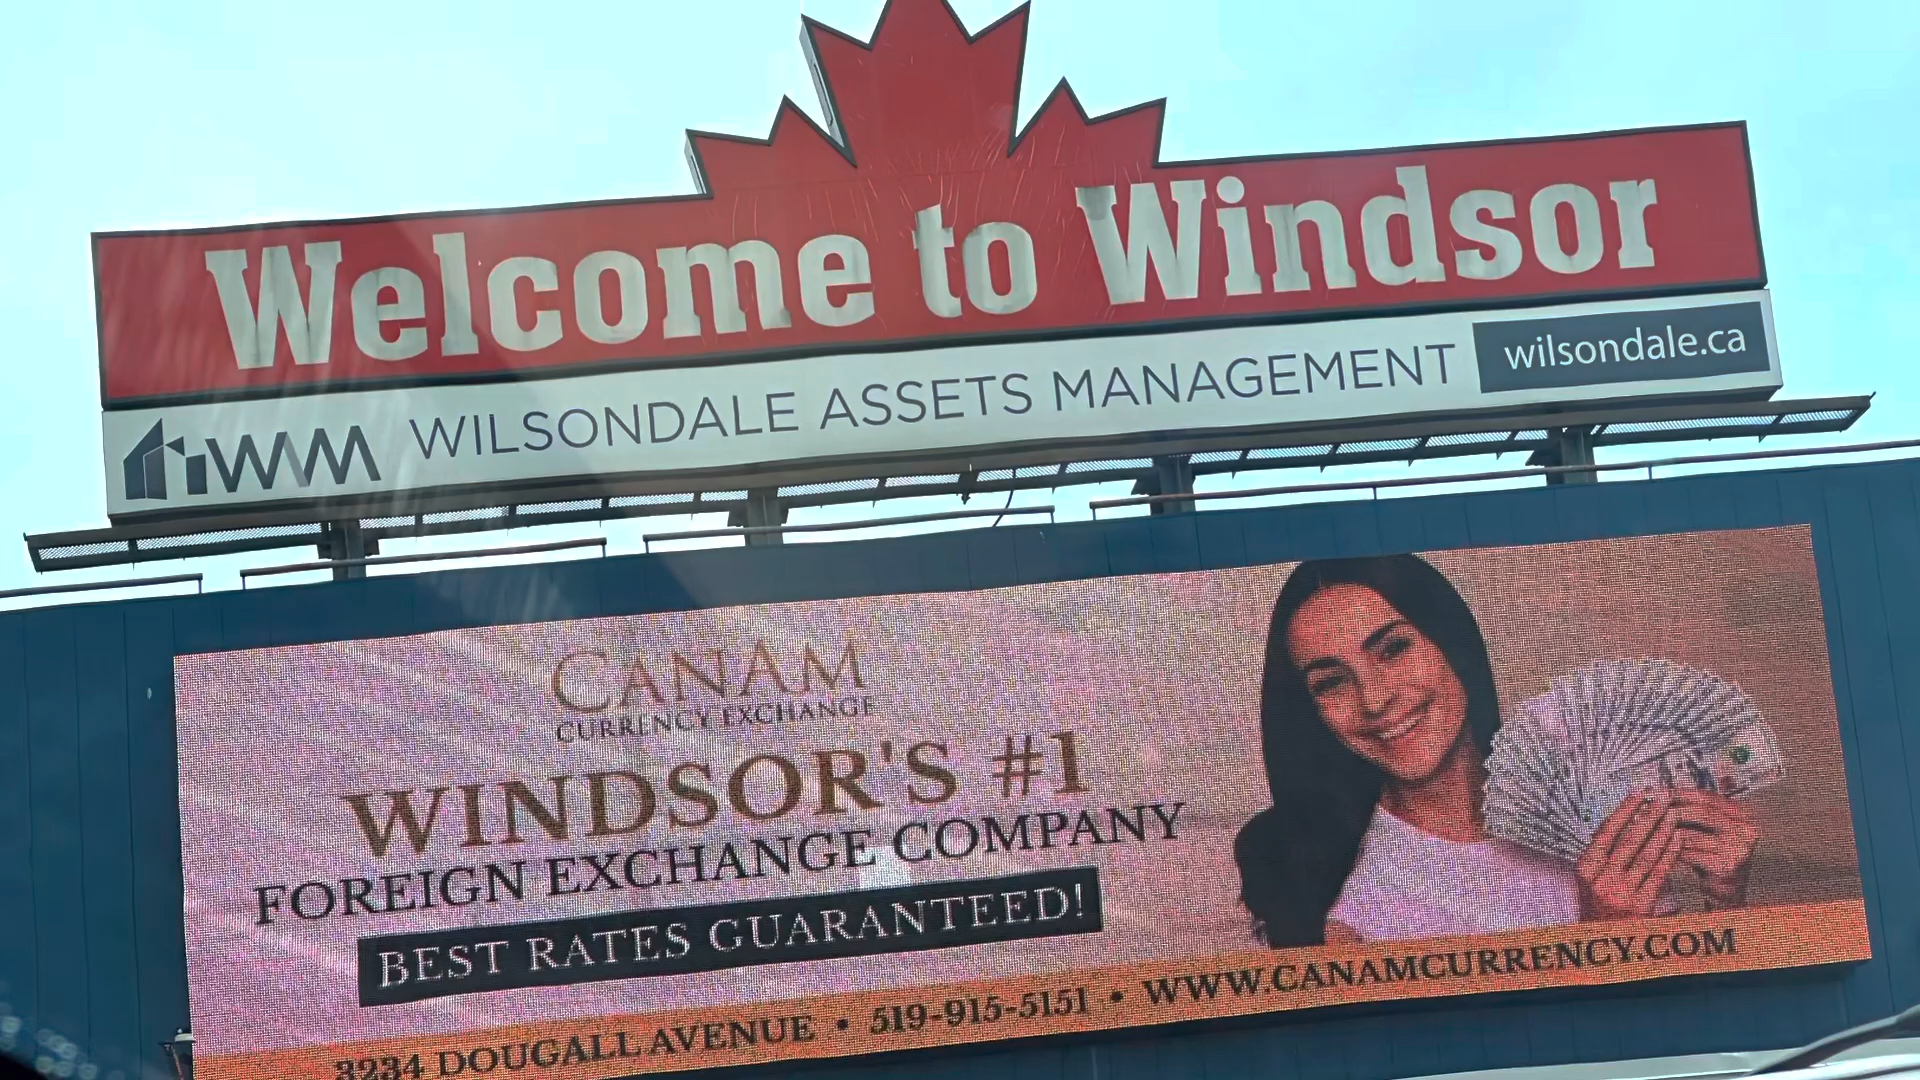 Welcome to Windsor
WM WILSONDALE ASSETS MANAGEMENT wilsondale.ca
CANAM
CURRENCY EXCHANGE
WINDSOR'S #1
FOREIGN EXCHANGE COMPANY
BEST RATES GUARANTEED!
3234 DOUGALL AVENUE • 519-915-5151 • WWW.CANAMCURRENCY.COM